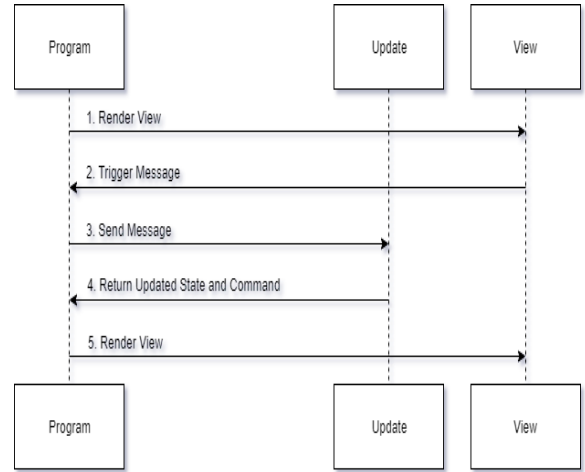 Program
Update
View
1. Render View
2. Trigger Message
3. Send Message
4. Return Updated State and Command
5. Render View
Program
Update
View